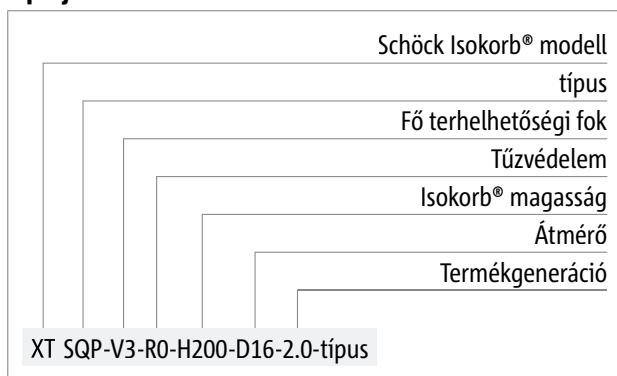 Schöck Isokorb® modell
típus
Fő terhelhetőségi fok
Tűzvédelem
Isokorb® magasság
Átmérő
Termékgeneráció
XT SQP-V3-R0-H200-D16-2.0-típus